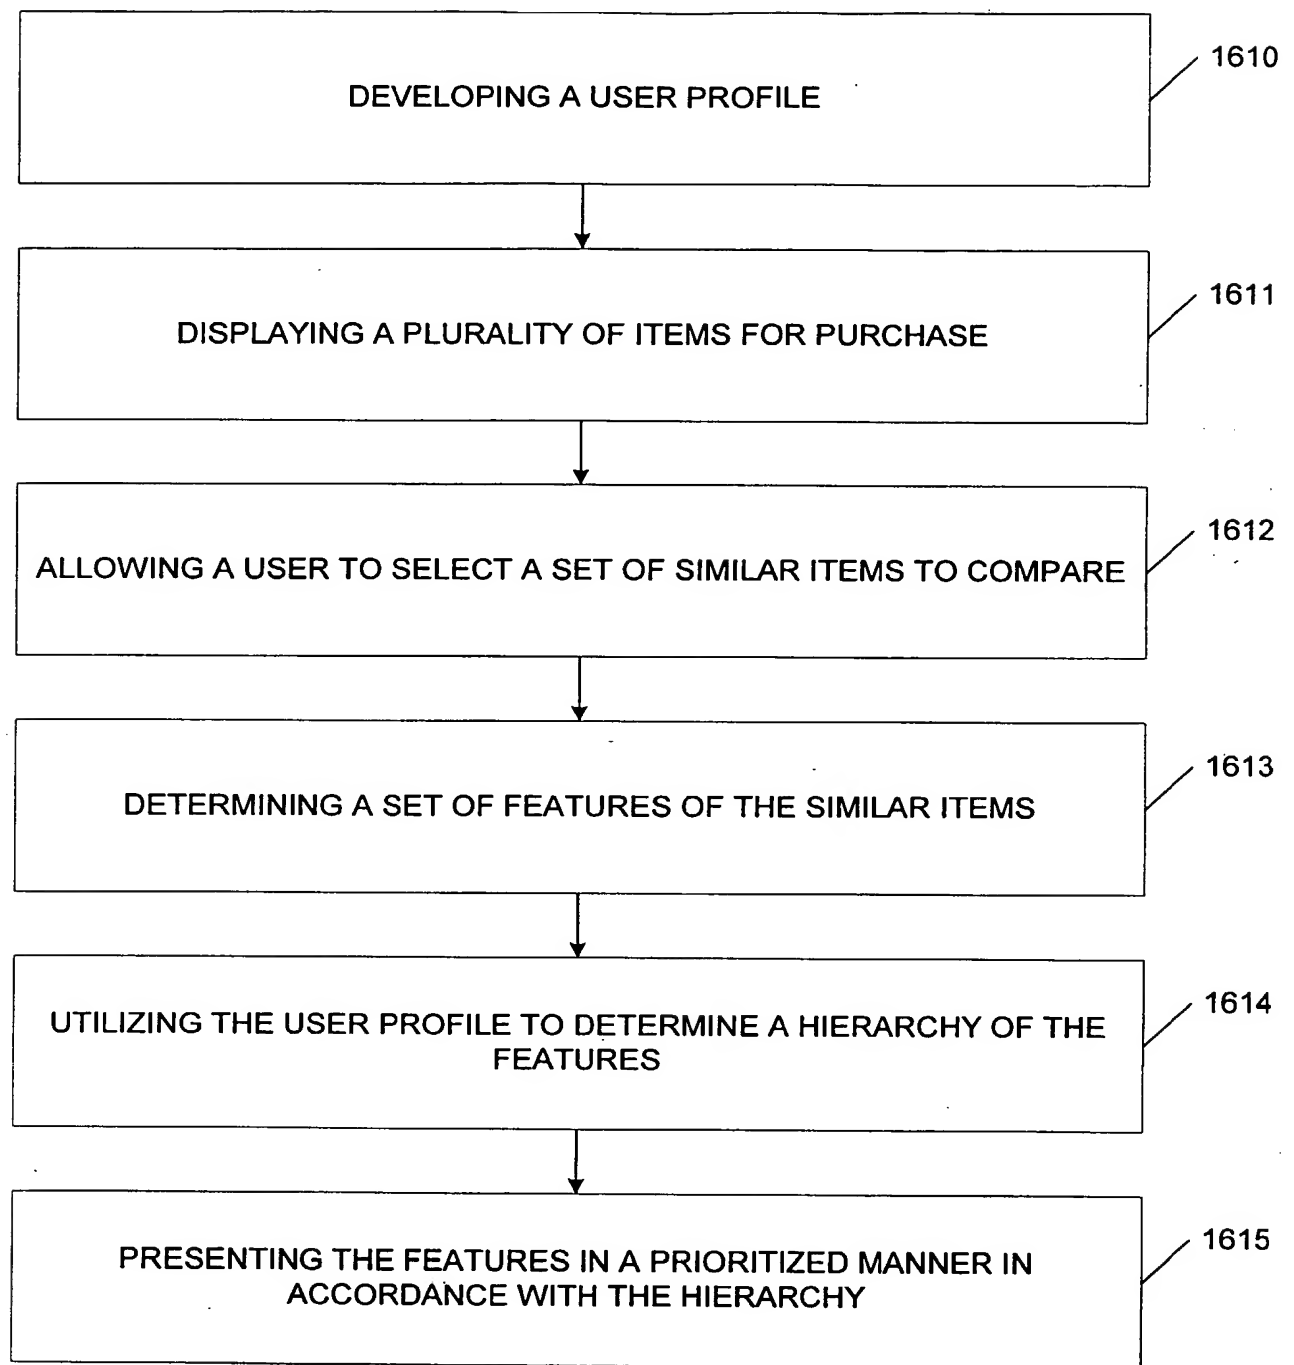 DEVELOPING A USER PROFILE
1610
DISPLAYING A PLURALITY OF ITEMS FOR PURCHASE
1611
ALLOWING A USER TO SELECT A SET OF SIMILAR ITEMS TO COMPARE
1612
DETERMINING A SET OF FEATURES OF THE SIMILAR ITEMS
1613
UTILIZING THE USER PROFILE TO DETERMINE A HIERARCHY OF THE
FEATURES
1614
PRESENTING THE FEATURES IN A PRIORITIZED MANNER IN
ACCORDANCE WITH THE HIERARCHY
1615